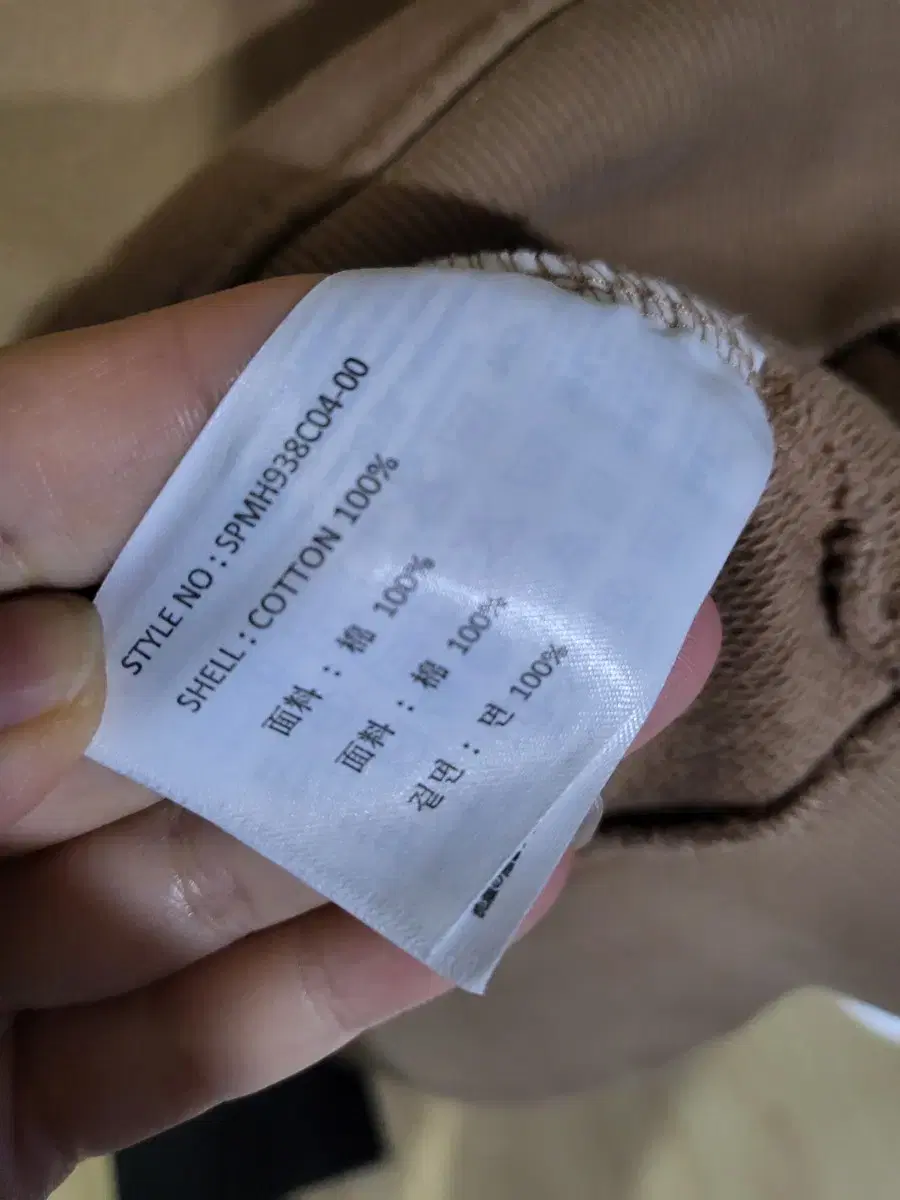 STYLE NO : SPMH938C04-00
SHELL : COTTON 100%
面料 : 棉 100%
面料 : 棉 100%
겉면 : 면 100%